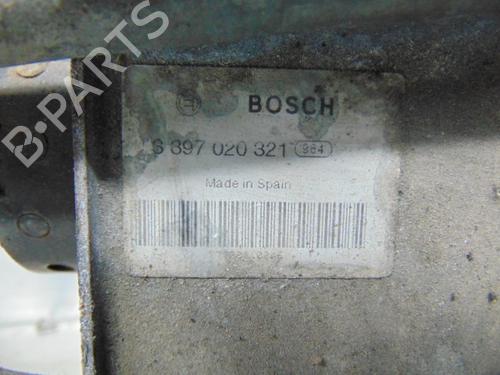 BOSCH
3 397 020 321 984
Made in Spain
B-PARTS